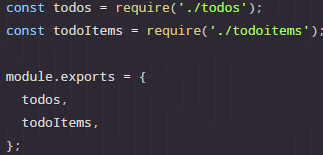 const todos = require('./todos');
const todoItems = require('./todoitems');
module.exports = {
  todos,
  todoItems,
};